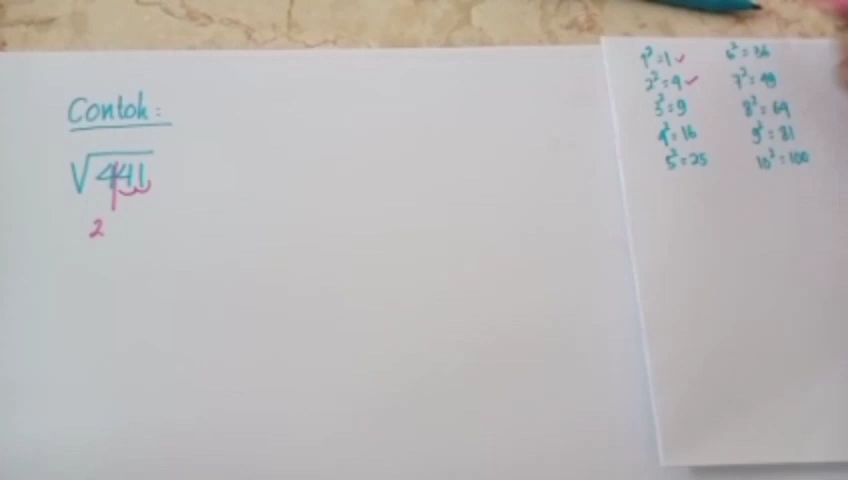 Contoh :
√441
2
1² = 1 ✓
2² = 4 ✓
3² = 9
4² = 16
5² = 25
6² = 36
7² = 49
8² = 64
9² = 81
10² = 100